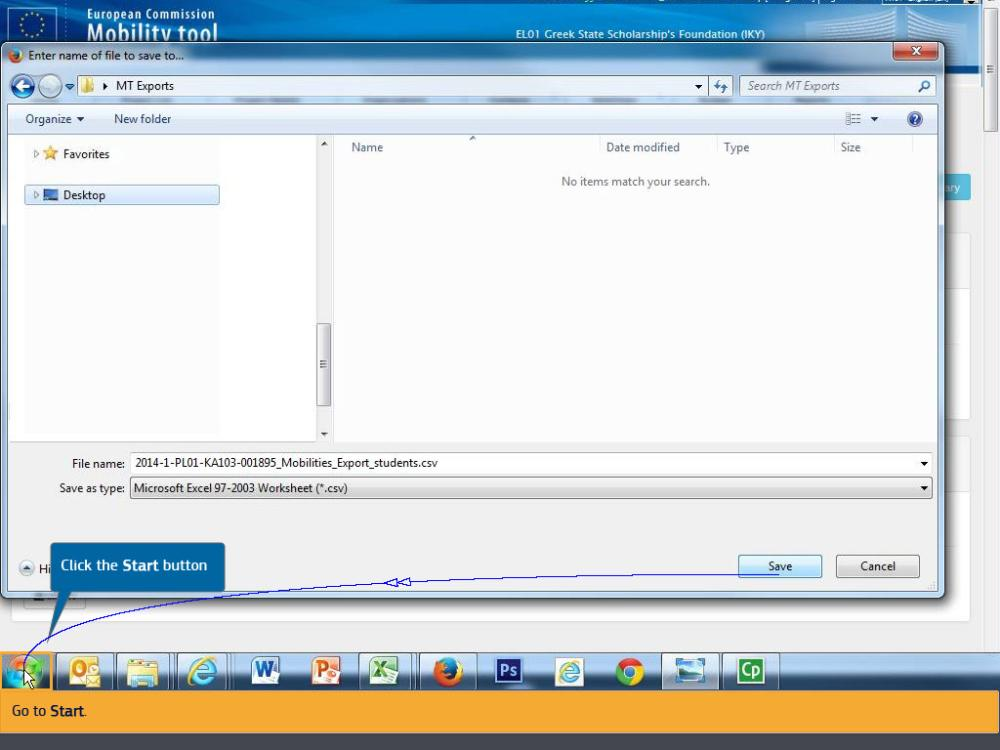 European Commission
Mobility tool
EL01 Greek State Scholarship's Foundation (IKY)
Enter name of file to save to...
MT Exports
Search MT Exports
Organize
New folder
Favorites
Desktop
Name
Date modified
Type
Size
No items match your search.
File name:
2014-1-PL01-KA103-001895_Mobilities_Export_students.csv
Save as type:
Microsoft Excel 97-2003 Worksheet (*.csv)
Click the Start button
Save
Cancel
W
Ps
Cp
Go to Start.